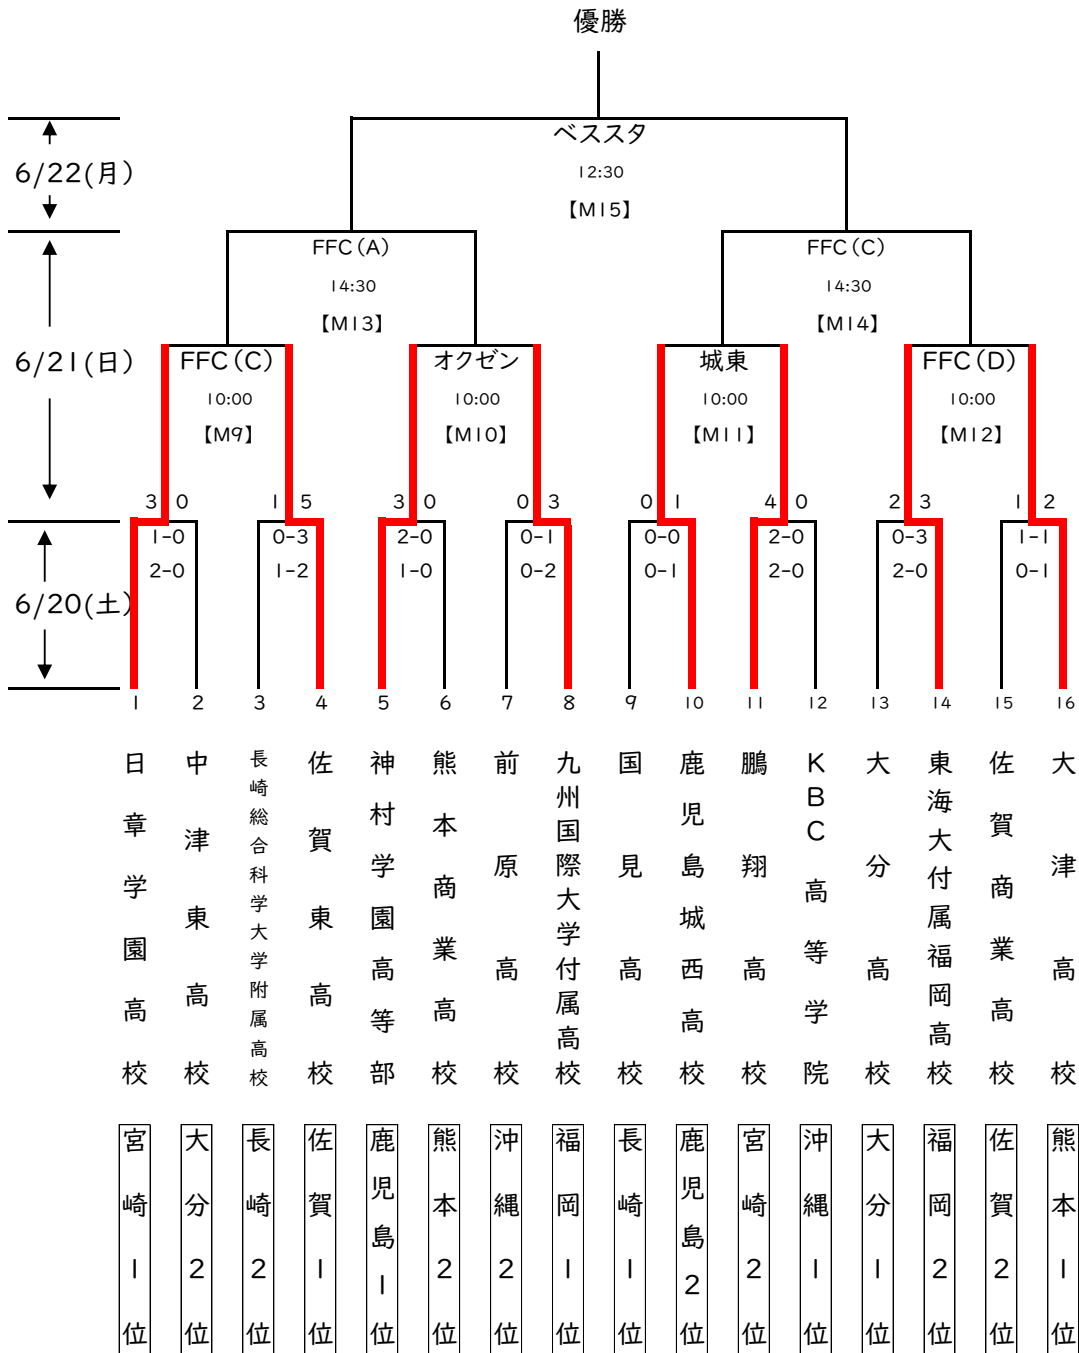 優勝
ベススタ
12:30
【M15】
6/22(月)
FFC(A)
14:30
【M13】
FFC(C)
14:30
【M14】
6/21(日)
FFC(C)
10:00
【M9】
オクゼン
10:00
【M10】
城東
10:00
【M11】
FFC(D)
10:00
【M12】
3 0 1 5 3 0 0 3 0 1 4 0 2 3 1 2
1-0 0-3 2-0 0-1 0-0 2-0 0-3 1-1
2-0 1-2 1-0 0-2 0-1 2-0 2-0 0-1
6/20(土)
1 2 3 4 5 6 7 8 9 10 11 12 13 14 15 16
日章学園高校
中津東高校
長崎総合科学大学附属高校
佐賀東高校
神村学園高等部
熊本商業高校
前原高校
九州国際大学付属高校
国見高校
鹿児島城西高校
鵬翔高校
KBC高等学院
大分高校
東海大付属福岡高校
佐賀商業高校
大津高校
宮崎1位
大分2位
長崎2位
佐賀1位
鹿児島1位
熊本2位
沖縄2位
福岡1位
長崎1位
鹿児島2位
宮崎2位
沖縄1位
大分1位
福岡2位
佐賀2位
熊本1位